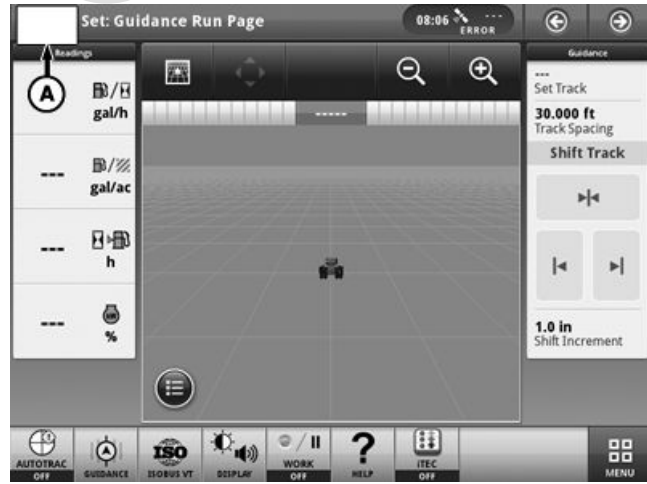 Set: Guidance Run Page
08:06
---
ERROR
Readings
A
gal/h
---
gal/ac
---
h
---
%
-----
Guidance
---
Set Track
30.000 ft
Track Spacing
Shift Track
1.0 in
Shift Increment
AUTOTRAC
OFF
GUIDANCE
ISO
ISOBUS VT
DISPLAY
WORK
OFF
?
HELP
iTEC
OFF
MENU